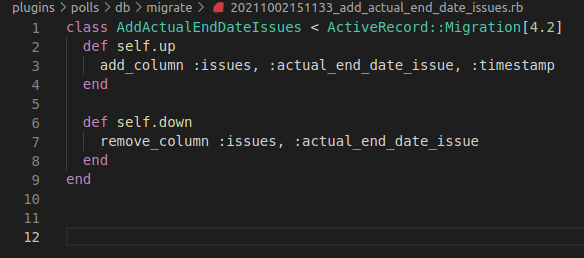 plugins > polls > db > migrate > 20211002151133_add_actual_end_date_issues.rb
1 class AddActualEndDateIssues < ActiveRecord::Migration[4.2]
2   def self.up
3     add_column :issues, :actual_end_date_issue, :timestamp
4   end
5
6   def self.down
7     remove_column :issues, :actual_end_date_issue
8   end
9 end
10
11
12